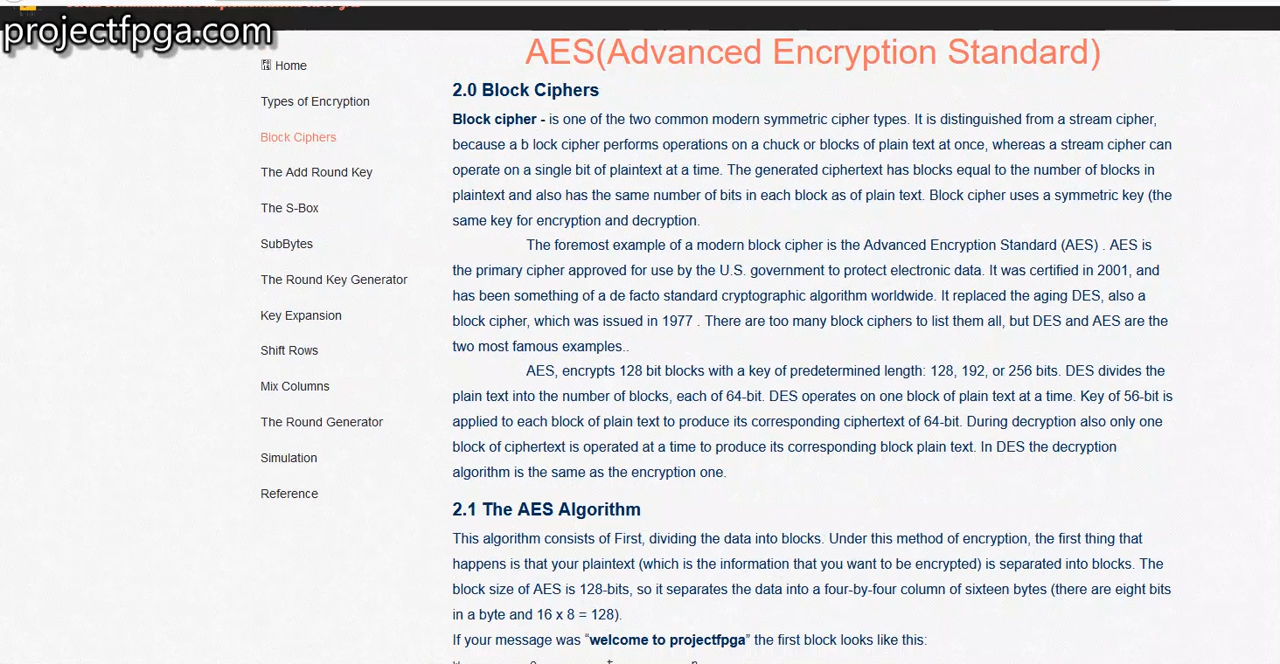 projectfpga.com
Home
Types of Encryption
Block Ciphers
The Add Round Key
The S-Box
SubBytes
The Round Key Generator
Key Expansion
Shift Rows
Mix Columns
The Round Generator
Simulation
Reference
AES(Advanced Encryption Standard)
2.0 Block Ciphers
Block cipher - is one of the two common modern symmetric cipher types. It is distinguished from a stream cipher,
because a b lock cipher performs operations on a chuck or blocks of plain text at once, whereas a stream cipher can
operate on a single bit of plaintext at a time. The generated ciphertext has blocks equal to the number of blocks in
plaintext and also has the same number of bits in each block as of plain text. Block cipher uses a symmetric key (the
same key for encryption and decryption.
The foremost example of a modern block cipher is the Advanced Encryption Standard (AES) . AES is
the primary cipher approved for use by the U.S. government to protect electronic data. It was certified in 2001, and
has been something of a de facto standard cryptographic algorithm worldwide. It replaced the aging DES, also a
block cipher, which was issued in 1977 . There are too many block ciphers to list them all, but DES and AES are the
two most famous examples..
AES, encrypts 128 bit blocks with a key of predetermined length: 128, 192, or 256 bits. DES divides the
plain text into the number of blocks, each of 64-bit. DES operates on one block of plain text at a time. Key of 56-bit is
applied to each block of plain text to produce its corresponding ciphertext of 64-bit. During decryption also only one
block of ciphertext is operated at a time to produce its corresponding block plain text. In DES the decryption
algorithm is the same as the encryption one.
2.1 The AES Algorithm
This algorithm consists of First, dividing the data into blocks. Under this method of encryption, the first thing that
happens is that your plaintext (which is the information that you want to be encrypted) is separated into blocks. The
block size of AES is 128-bits, so it separates the data into a four-by-four column of sixteen bytes (there are eight bits
in a byte and 16 x 8 = 128).
If your message was “welcome to projectfpga” the first block looks like this: